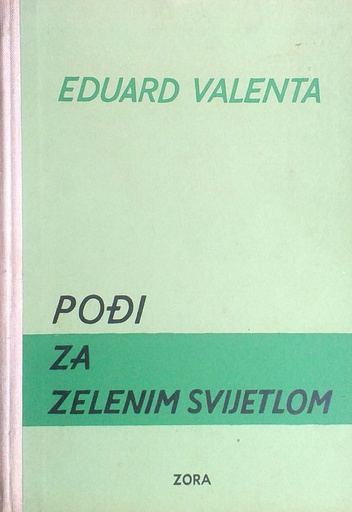 EDUARD VALENTA
POĐI
ZA
ZELENIM SVIJETLOM
ZORA